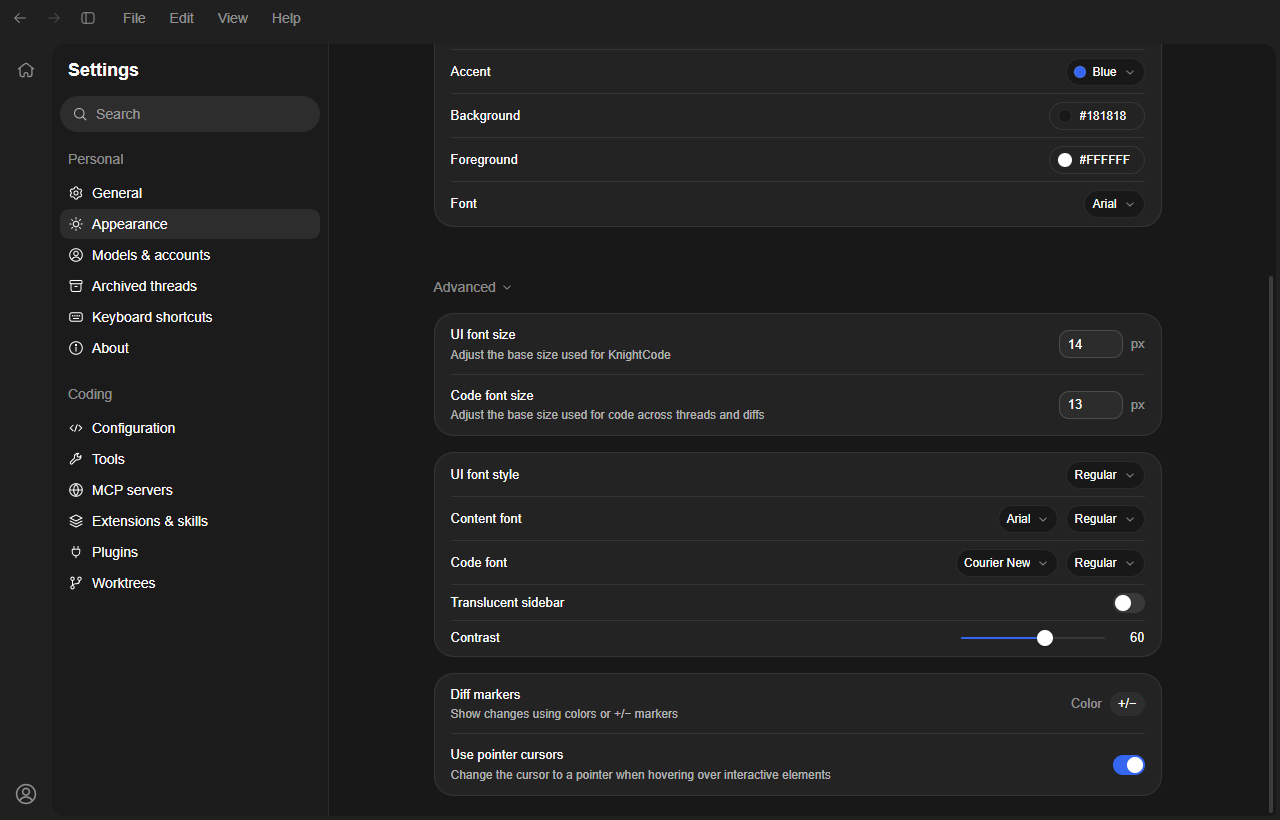 File Edit View Help
Settings
Search
Personal
General
Appearance
Models & accounts
Archived threads
Keyboard shortcuts
About
Coding
Configuration
Tools
MCP servers
Extensions & skills
Plugins
Worktrees
Accent Blue
Background #181818
Foreground #FFFFFF
Font Arial
Advanced
UI font size
Adjust the base size used for KnightCode
14 px
Code font size
Adjust the base size used for code across threads and diffs
13 px
UI font style Regular
Content font Arial Regular
Code font Courier New Regular
Translucent sidebar
Contrast 60
Diff markers
Show changes using colors or +/− markers
Color +/−
Use pointer cursors
Change the cursor to a pointer when hovering over interactive elements